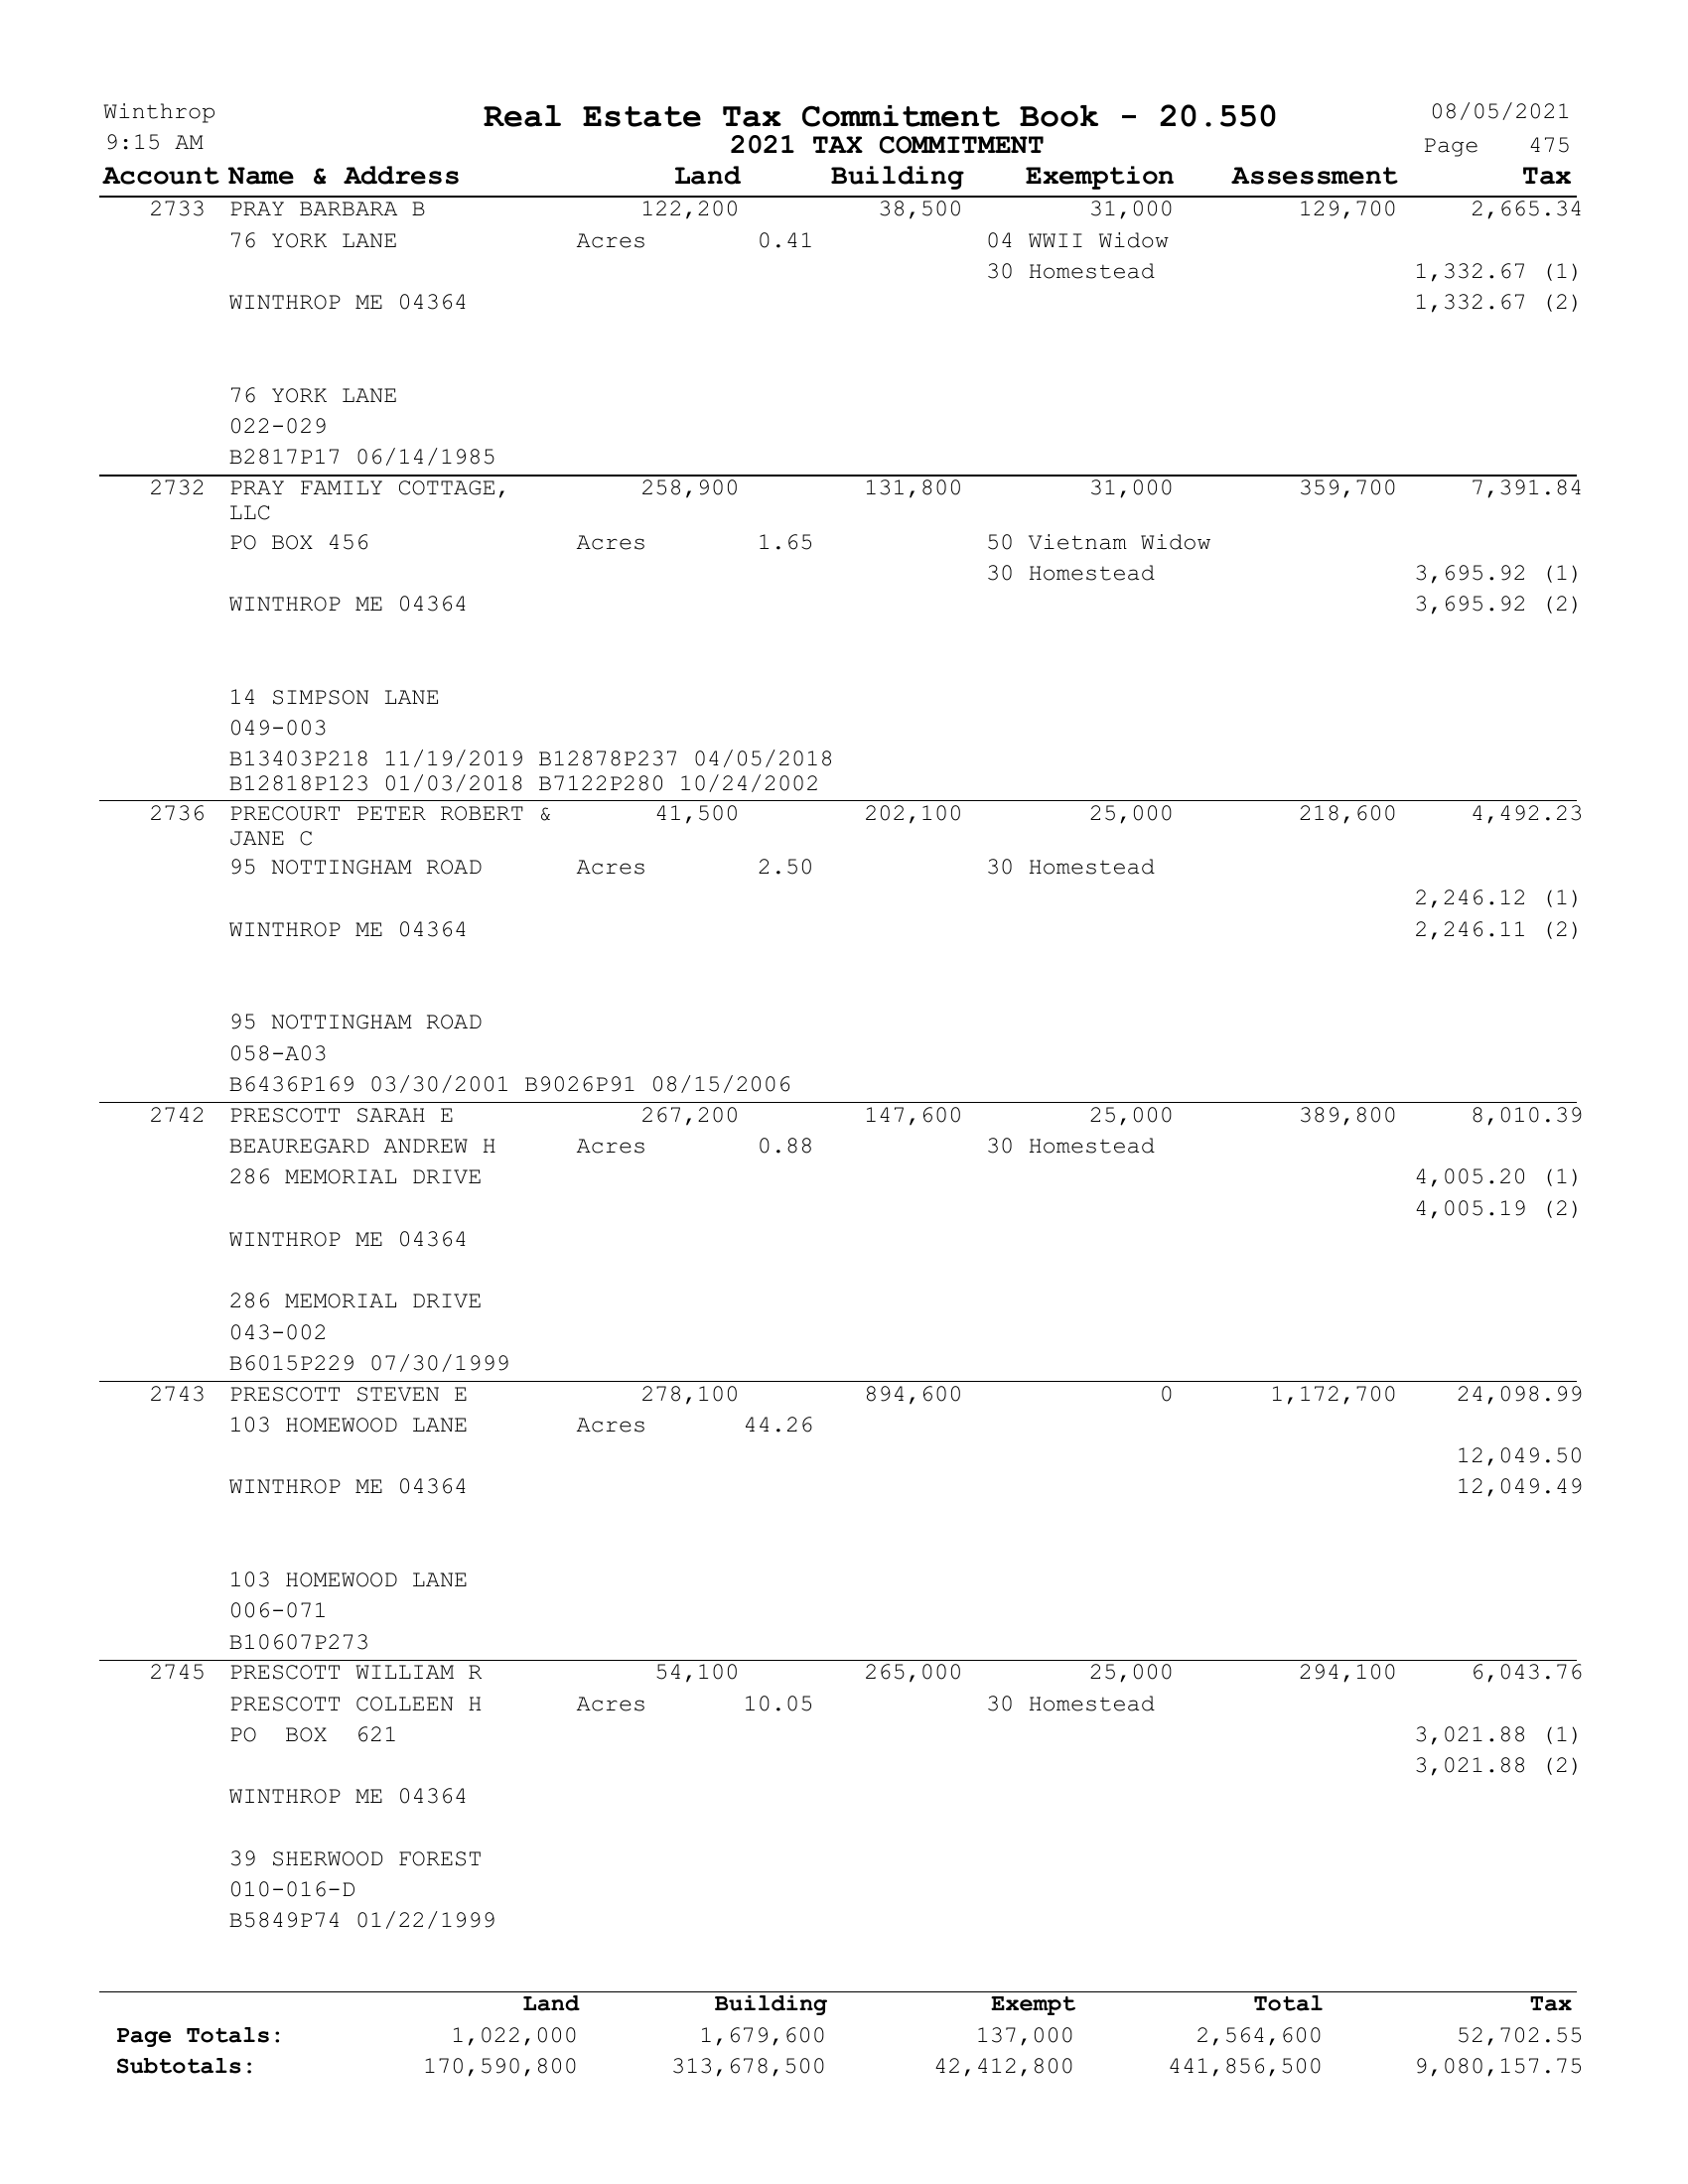 Winthrop Real Estate Tax Commitment Book - 20.550 08/05/2021
9:15 AM 2021 TAX COMMITMENT Page 475
Account Name & Address Land Building Exemption Assessment Tax
2733 PRAY BARBARA B 122,200 38,500 31,000 129,700 2,665.34
76 YORK LANE Acres 0.41 04 WWII Widow
30 Homestead 1,332.67 (1)
WINTHROP ME 04364 1,332.67 (2)
76 YORK LANE
022-029
B2817P17 06/14/1985
2732 PRAY FAMILY COTTAGE, 258,900 131,800 31,000 359,700 7,391.84
LLC
PO BOX 456 Acres 1.65 50 Vietnam Widow
30 Homestead 3,695.92 (1)
WINTHROP ME 04364 3,695.92 (2)
14 SIMPSON LANE
049-003
B13403P218 11/19/2019 B12878P237 04/05/2018
B12818P123 01/03/2018 B7122P280 10/24/2002
2736 PRECOURT PETER ROBERT & 41,500 202,100 25,000 218,600 4,492.23
JANE C
95 NOTTINGHAM ROAD Acres 2.50 30 Homestead
2,246.12 (1)
WINTHROP ME 04364 2,246.11 (2)
95 NOTTINGHAM ROAD
058-A03
B6436P169 03/30/2001 B9026P91 08/15/2006
2742 PRESCOTT SARAH E 267,200 147,600 25,000 389,800 8,010.39
BEAUREGARD ANDREW H Acres 0.88 30 Homestead
286 MEMORIAL DRIVE 4,005.20 (1)
4,005.19 (2)
WINTHROP ME 04364
286 MEMORIAL DRIVE
043-002
B6015P229 07/30/1999
2743 PRESCOTT STEVEN E 278,100 894,600 0 1,172,700 24,098.99
103 HOMEWOOD LANE Acres 44.26
12,049.50
WINTHROP ME 04364 12,049.49
103 HOMEWOOD LANE
006-071
B10607P273
2745 PRESCOTT WILLIAM R 54,100 265,000 25,000 294,100 6,043.76
PRESCOTT COLLEEN H Acres 10.05 30 Homestead
PO BOX 621 3,021.88 (1)
3,021.88 (2)
WINTHROP ME 04364
39 SHERWOOD FOREST
010-016-D
B5849P74 01/22/1999
Land Building Exempt Total Tax
Page Totals: 1,022,000 1,679,600 137,000 2,564,600 52,702.55
Subtotals: 170,590,800 313,678,500 42,412,800 441,856,500 9,080,157.75